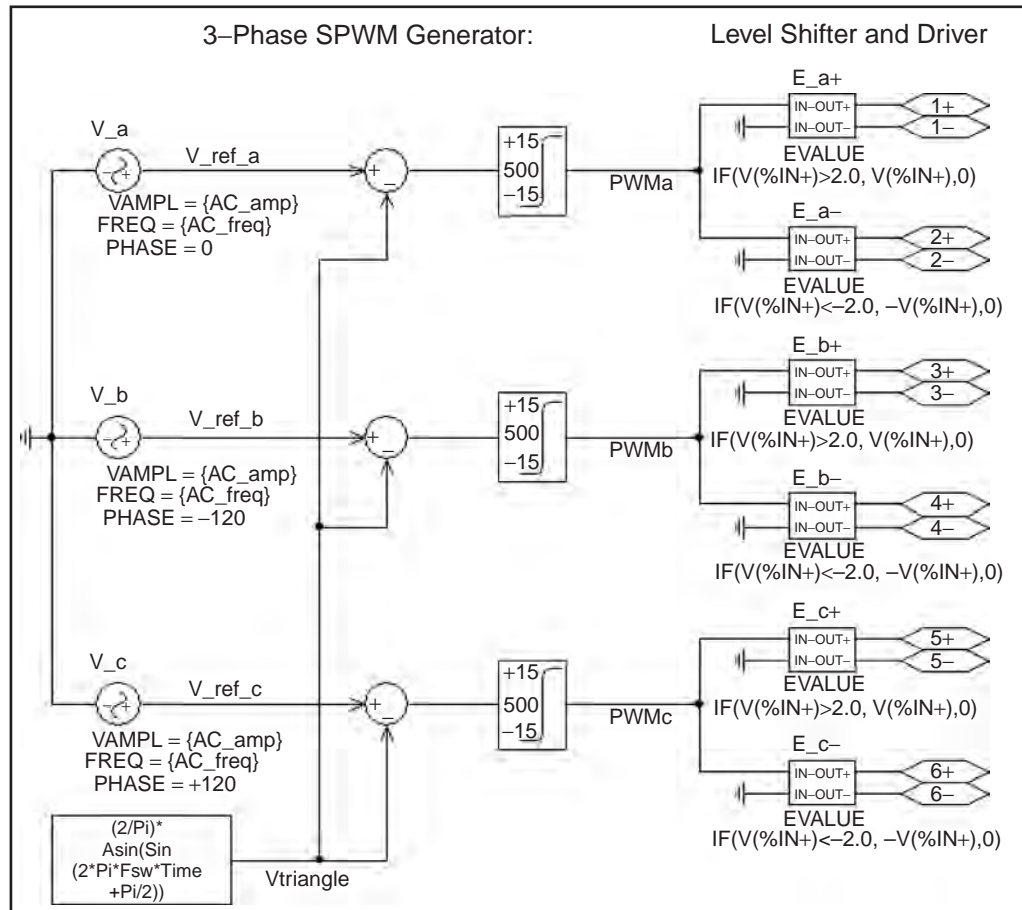 3–Phase SPWM Generator:
Level Shifter and Driver
V_a
V_ref_a
– +
VAMPL = {AC_amp}
FREQ = {AC_freq}
PHASE = 0
+
–
+15
500
–15
PWMa
E_a+
IN–OUT+
IN–OUT–
1+
1–
EVALUE
IF(V(%IN+)>2.0, V(%IN+),0)
E_a-
IN–OUT+
IN–OUT–
2+
2–
EVALUE
IF(V(%IN+)<–2.0, –V(%IN+),0)
V_b
V_ref_b
– +
VAMPL = {AC_amp}
FREQ = {AC_freq}
PHASE = –120
+
–
+15
500
–15
PWMb
E_b+
IN–OUT+
IN–OUT–
3+
3–
EVALUE
IF(V(%IN+)>2.0, V(%IN+),0)
E_b-
IN–OUT+
IN–OUT–
4+
4–
EVALUE
IF(V(%IN+)<–2.0, –V(%IN+),0)
V_c
V_ref_c
– +
VAMPL = {AC_amp}
FREQ = {AC_freq}
PHASE = +120
+
–
+15
500
–15
PWMc
E_c+
IN–OUT+
IN–OUT–
5+
5–
EVALUE
IF(V(%IN+)>2.0, V(%IN+),0)
E_c-
IN–OUT+
IN–OUT–
6+
6–
EVALUE
IF(V(%IN+)<–2.0, –V(%IN+),0)
(2/Pi)*
Asin(Sin
(2*Pi*Fsw*Time
+Pi/2))
Vtriangle